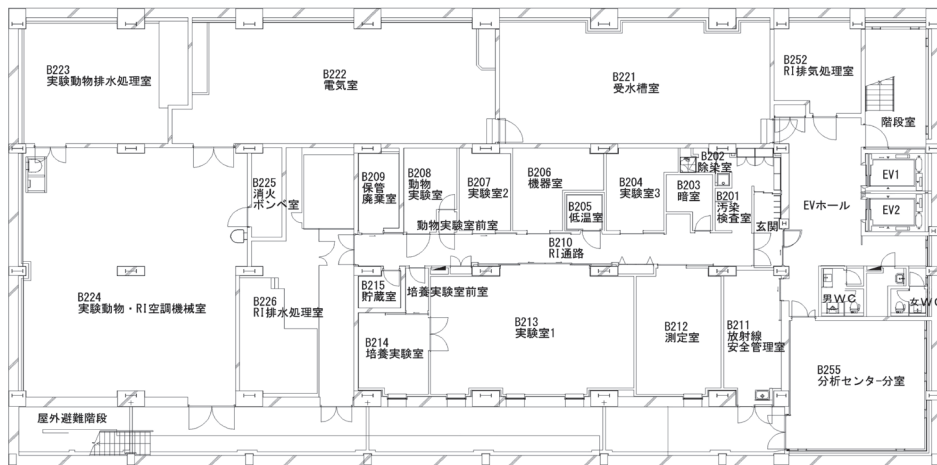 B223
実験動物排水処理室
B222
電気室
B221
受水槽室
B252
RI排気処理室
階段室
B225
消火
ボンベ室
B209
保管
廃棄室
B208
動物
実験室
B207
実験2
動物実験室前室
B206
機器室
B205
低温室
B204
実験室3
B203
暗室
B202
除染室
B201
汚染
検査室
玄関
EVホール
EV1
EV2
B210
RI通路
B224
実験動物・RI空調機械室
B226
RI排水処理室
B215
貯蔵室
培養実験室前室
B214
培養実験室
B213
実験室1
B212
測定室
B211
放射線
安全管理室
男WC
女WC
B255
分析センター分室
屋外避難階段